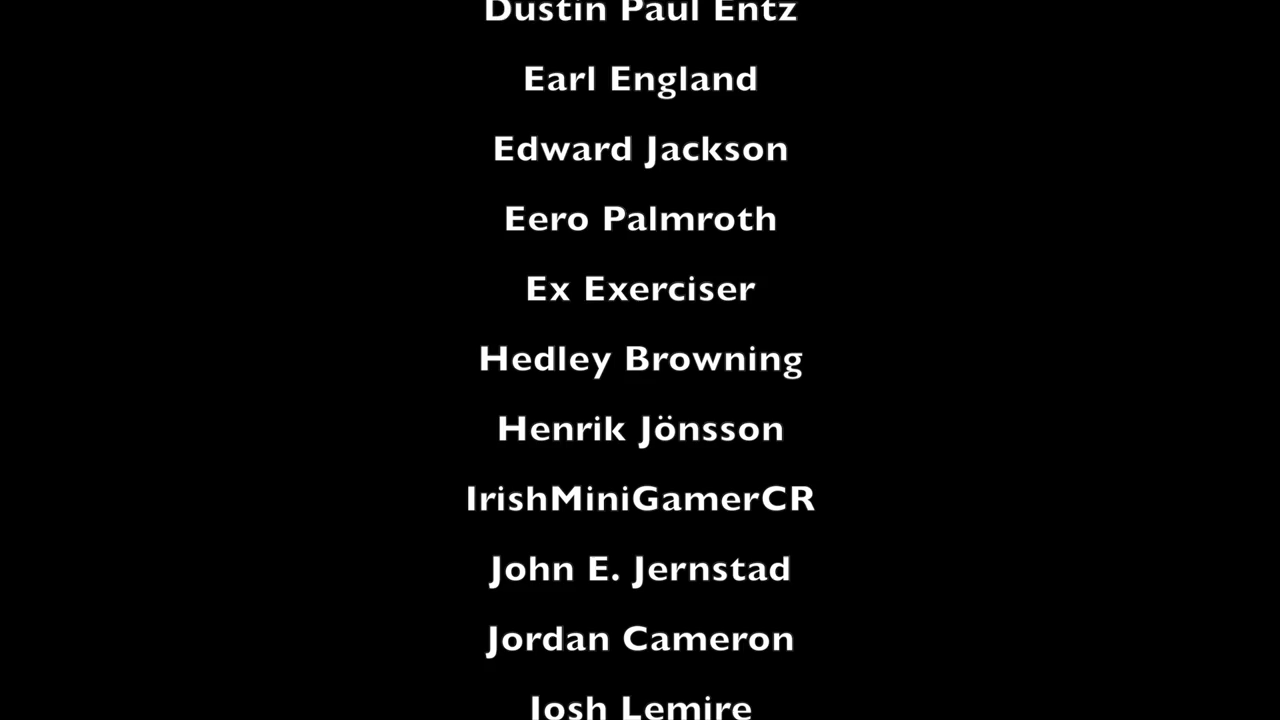 Dustin Paul Entz
Earl England
Edward Jackson
Eero Palmroth
Ex Exerciser
Hedley Browning
Henrik Jönsson
IrishMiniGamerCR
John E. Jernstad
Jordan Cameron
Josh Lemire